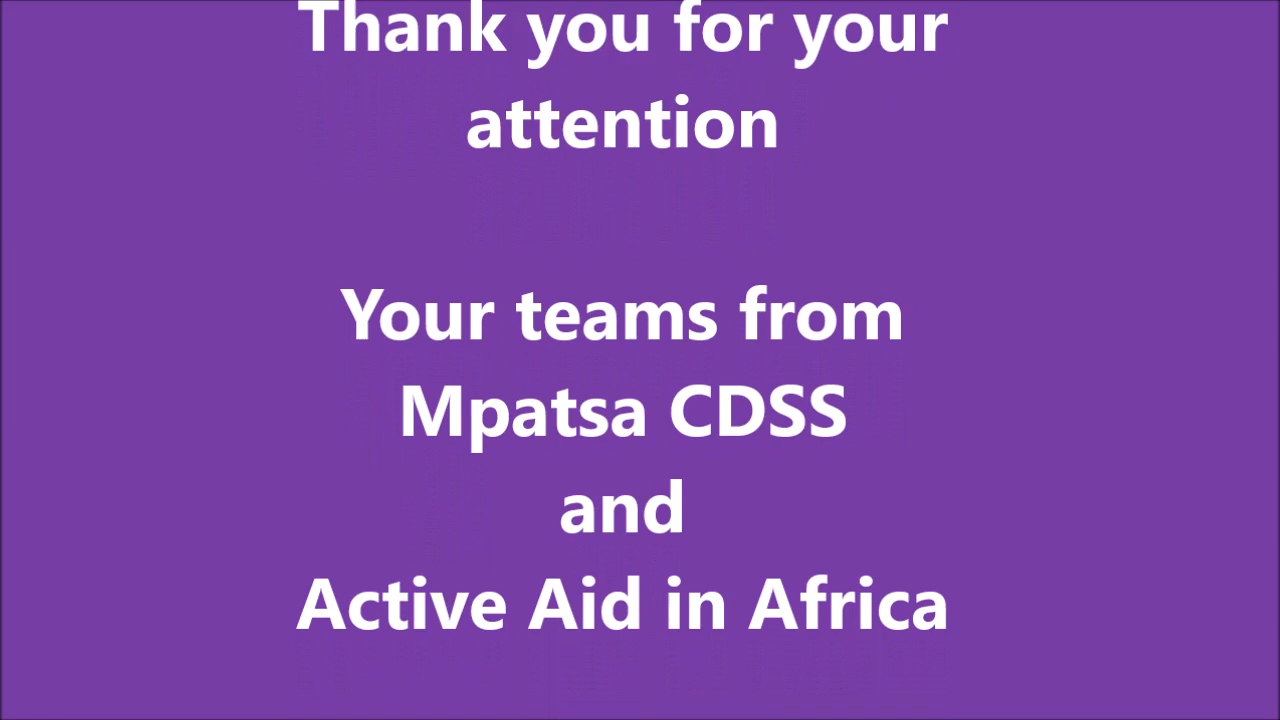 Thank you for your
attention
Your teams from
Mpatsa CDSS
and
Active Aid in Africa